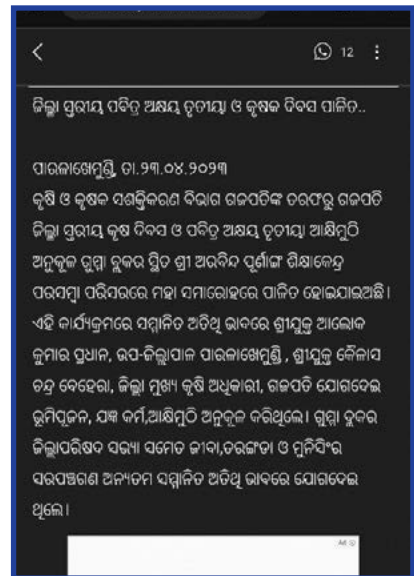 12
ଜିଲ୍ଲା ସ୍ତରୀୟ ପବିତ୍ର ଅକ୍ଷୟ ତୃତୀୟା ଓ କୃଷକ ଦିବସ ପାଳିତ..
ପାରଳାଖେମୁଣ୍ଡି, ତା.୨୩.୦୪.୨୦୨୩
କୃଷି ଓ କୃଷକ ସଶକ୍ତିକରଣ ବିଭାଗ ଗଜପତିଙ୍କ ତରଫରୁ ଗଜପତି
ଜିଲ୍ଲା ସ୍ତରୀୟ କୃଷ ଦିବସ ଓ ପବିତ୍ର ଅକ୍ଷୟ ତୃତୀୟା ଆକ୍ଷିମୁଠି
ଅନୁକୂଳ ଗୁମ୍ମା ବ୍ଲକର ସ୍ଥିତ ଶ୍ରୀ ଅରବିନ୍ଦ ପୂର୍ଣାଙ୍ଗ ଶିକ୍ଷାକେନ୍ଦ୍ର
ପରସମ୍ବା ପରିସରରେ ମହା ସମାରୋହରେ ପାଳିତ ହୋଇଯାଇଅଛି।
ଏହି କାର୍ଯ୍ୟକ୍ରମରେ ସମ୍ମାନିତ ଅତିଥି ଭାବରେ ଶ୍ରୀଯୁକ୍ତ ଆଲୋକ
କୁମାର ପ୍ରଧାନ, ଉପ-ଜିଲ୍ଲାପାଳ ପାରଳାଖେମୁଣ୍ଡି , ଶ୍ରୀଯୁକ୍ତ କୈଳାସ
ଚନ୍ଦ୍ର ବେହେରା, ଜିଲ୍ଲା ମୁଖ୍ୟ କୃଷି ଅଧିକାରୀ, ଗଜପତି ଯୋଗଦେଇ
ଭୂମିପୂଜନ, ଯଜ୍ଞ କର୍ମ,ଆକ୍ଷିମୁଠି ଅନୁକୂଳ କରିଥିଲେ। ଗୁମ୍ମା ବ୍ଲକର
ଜିଲ୍ଲାପରିଷଦ ସଭ୍ୟା ସମେତ ଜୀବା,ତରଙ୍ଗଡା ଓ ମୁନିସିଂର
ସରପଞ୍ଚଗଣ ଅନ୍ୟତମ ସମ୍ମାନିତ ଅତିଥି ଭାବରେ ଯୋଗଦେଇ
ଥିଲେ।
Ad